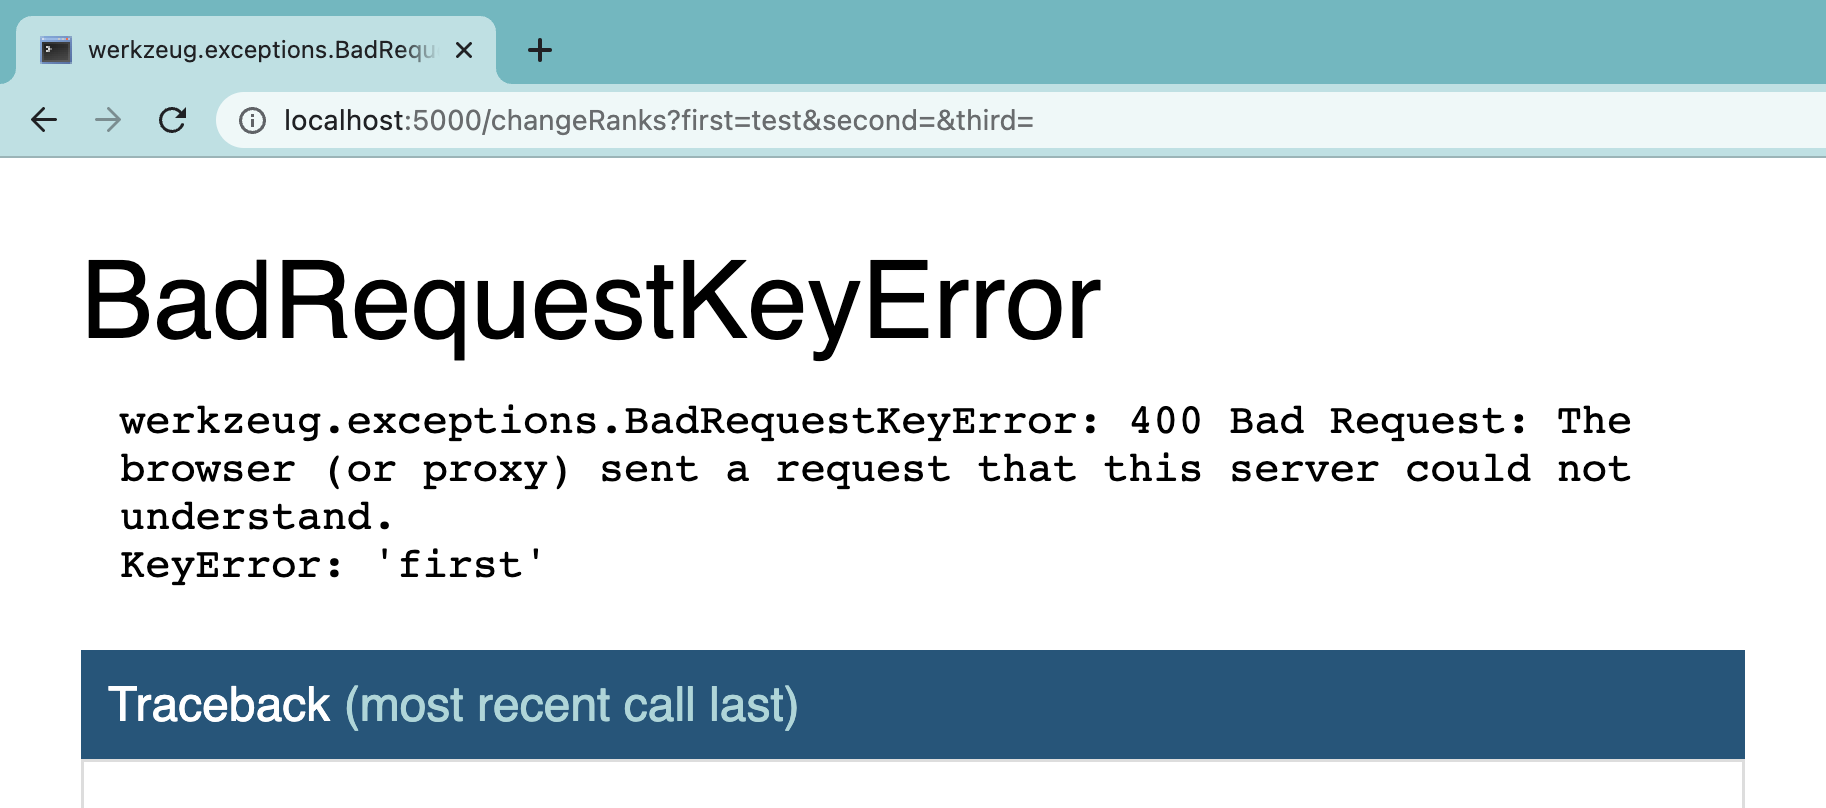 werkzeug.exceptions.BadRequ
localhost:5000/changeRanks?first=test&second=&third=
BadRequestKeyError
werkzeug.exceptions.BadRequestKeyError: 400 Bad Request: The
browser (or proxy) sent a request that this server could not
understand.
KeyError: 'first'
Traceback (most recent call last)